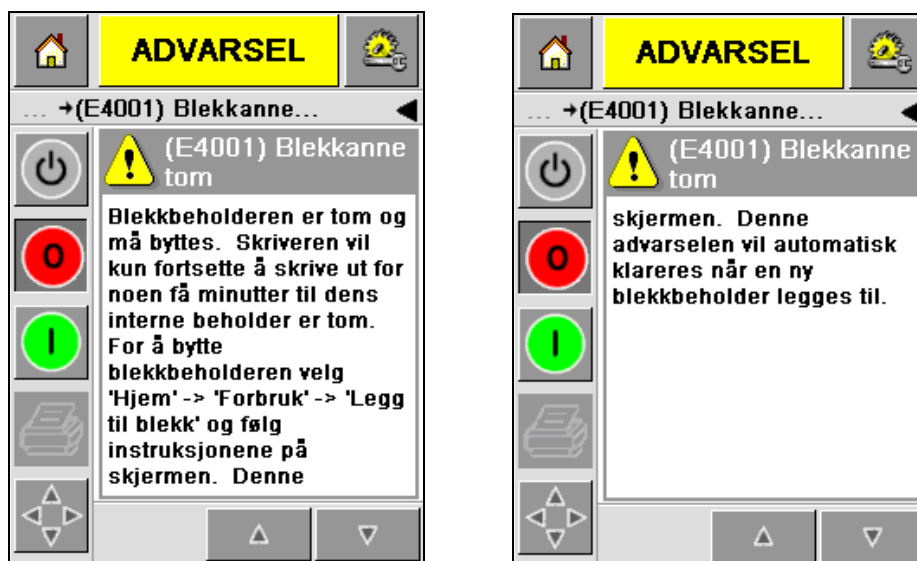 ADVARSEL
... →(E4001) Blekkanne...
(E4001) Blekkanne
tom
Blekkbeholderen er tom og
må byttes. Skriveren vil
kun fortsette å skrive ut for
noen få minutter til dens
interne beholder er tom.
For å bytte
blekkbeholderen velg
'Hjem' -> 'Forbruk' -> 'Legg
til blekk' og følg
instruksjonene på
skjermen. Denne
O
I
ADVARSEL
... →(E4001) Blekkanne...
(E4001) Blekkanne
tom
skjermen. Denne
advarselen vil automatisk
klareres når en ny
blekkbeholder legges til.
O
I